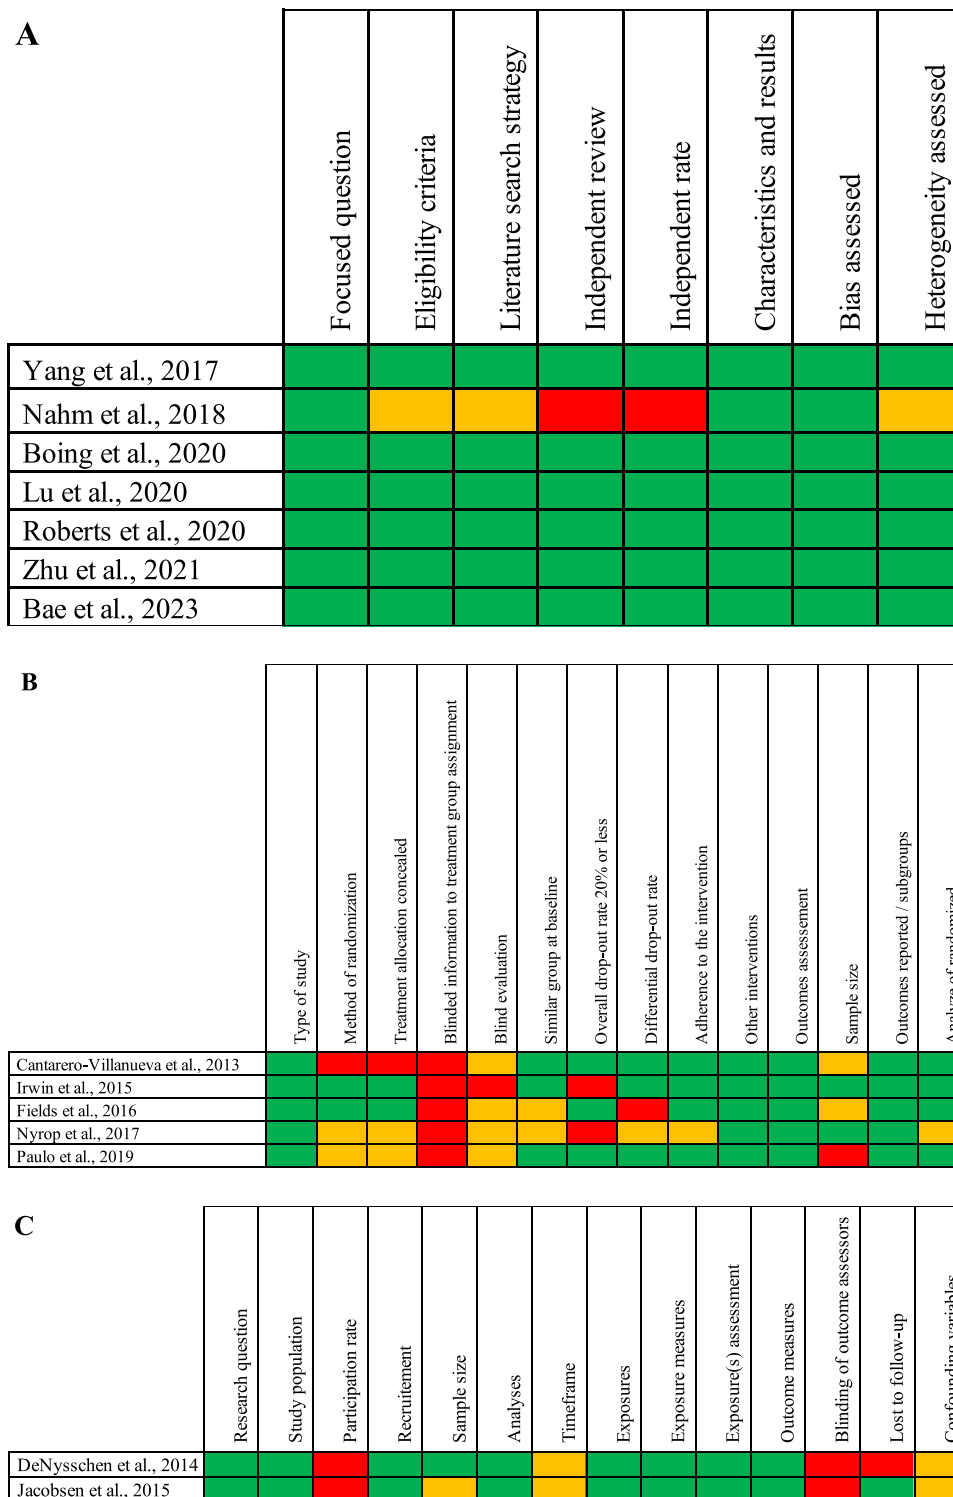 A
Focused question
Eligibility criteria
Literature search strategy
Independent review
Independent rate
Characteristics and results
Bias assessed
Heterogeneity assessed
Yang et al., 2017
Nahm et al., 2018
Boing et al., 2020
Lu et al., 2020
Roberts et al., 2020
Zhu et al., 2021
Bae et al., 2023
B
Type of study
Method of randomization
Treatment allocation concealed
Blinded information to treatment group assignment
Blind evaluation
Similar group at baseline
Overall drop-out rate 20% or less
Differential drop-out rate
Adherence to the intervention
Other interventions
Outcomes assessement
Sample size
Outcomes reported / subgroups
Analyze of randomized
Cantarero-Villanueva et al., 2013
Irwin et al., 2015
Fields et al., 2016
Nyrop et al., 2017
Paulo et al., 2019
C
Research question
Study population
Participation rate
Recruitement
Sample size
Analyses
Timeframe
Exposures
Exposure measures
Exposure(s) assessment
Outcome measures
Blinding of outcome assessors
Lost to follow-up
Confounding variables
DeNysschen et al., 2014
Jacobsen et al., 2015